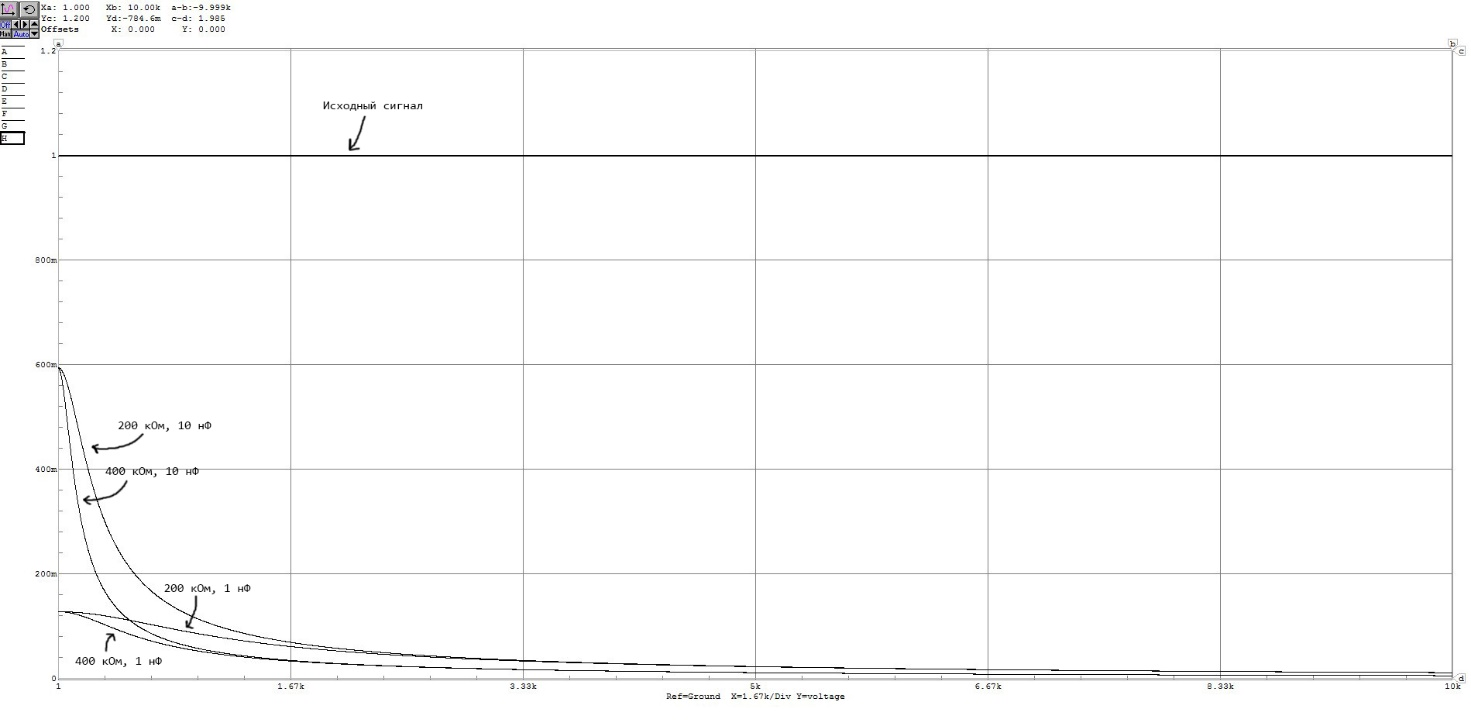 Xa: 1.000 Xb: 10.00k a-b:-9.999k
Yc: 1.200 Yd:-784.6m c-d: 1.985
Offsets X: 0.000 Y: 0.000
Off
Auto
A
B
C
D
E
F
G
H
a
b
c
d
1.2
1
800m
600m
400m
200m
0
Исходный сигнал
200 кОм, 10 нФ
400 кОм, 10 нФ
200 кОм, 1 нФ
400 кОм, 1 нФ
1 1.67k 3.33k 5k 6.67k 8.33k 10k
Ref=Ground X=1.67k/Div Y=voltage